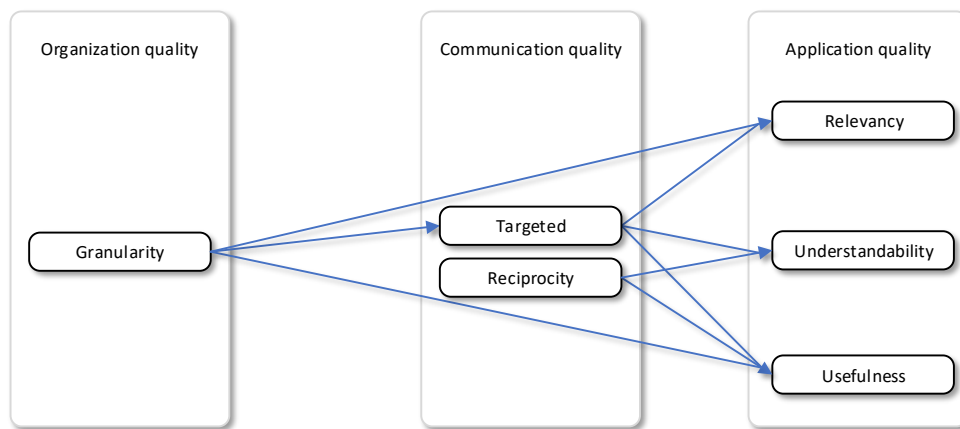 Organization quality
Communication quality
Application quality
Relevancy
Targeted
Granularity
Understandability
Reciprocity
Usefulness